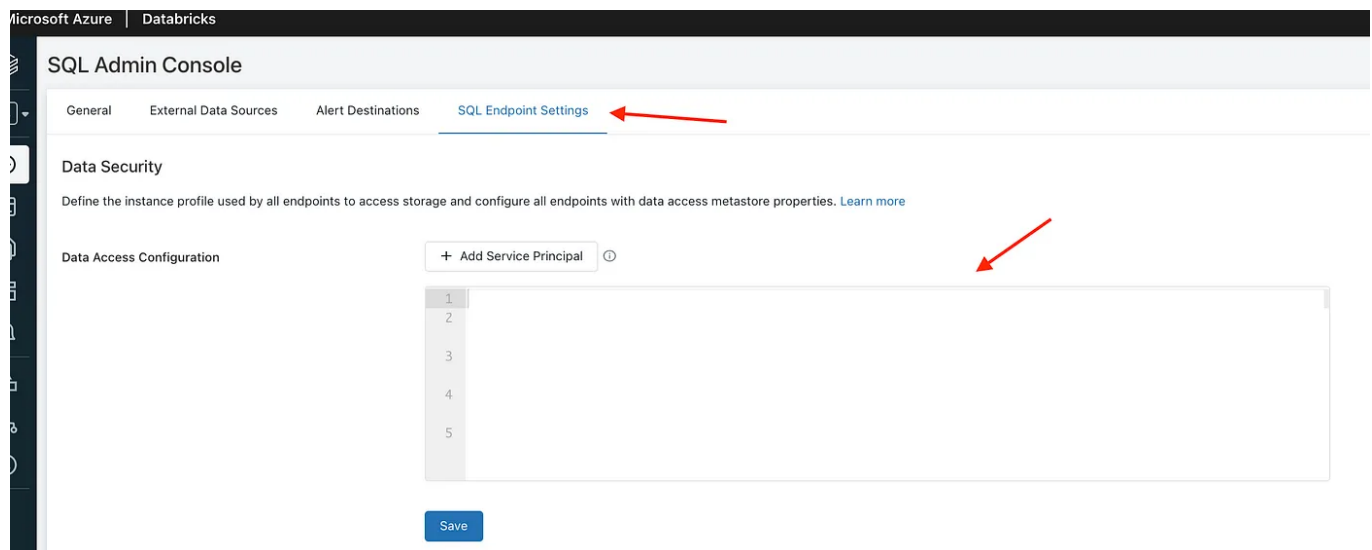 Microsoft Azure | Databricks
SQL Admin Console
General External Data Sources Alert Destinations SQL Endpoint Settings
Data Security
Define the instance profile used by all endpoints to access storage and configure all endpoints with data access metastore properties. Learn more
Data Access Configuration + Add Service Principal
1
2
3
4
5
Save